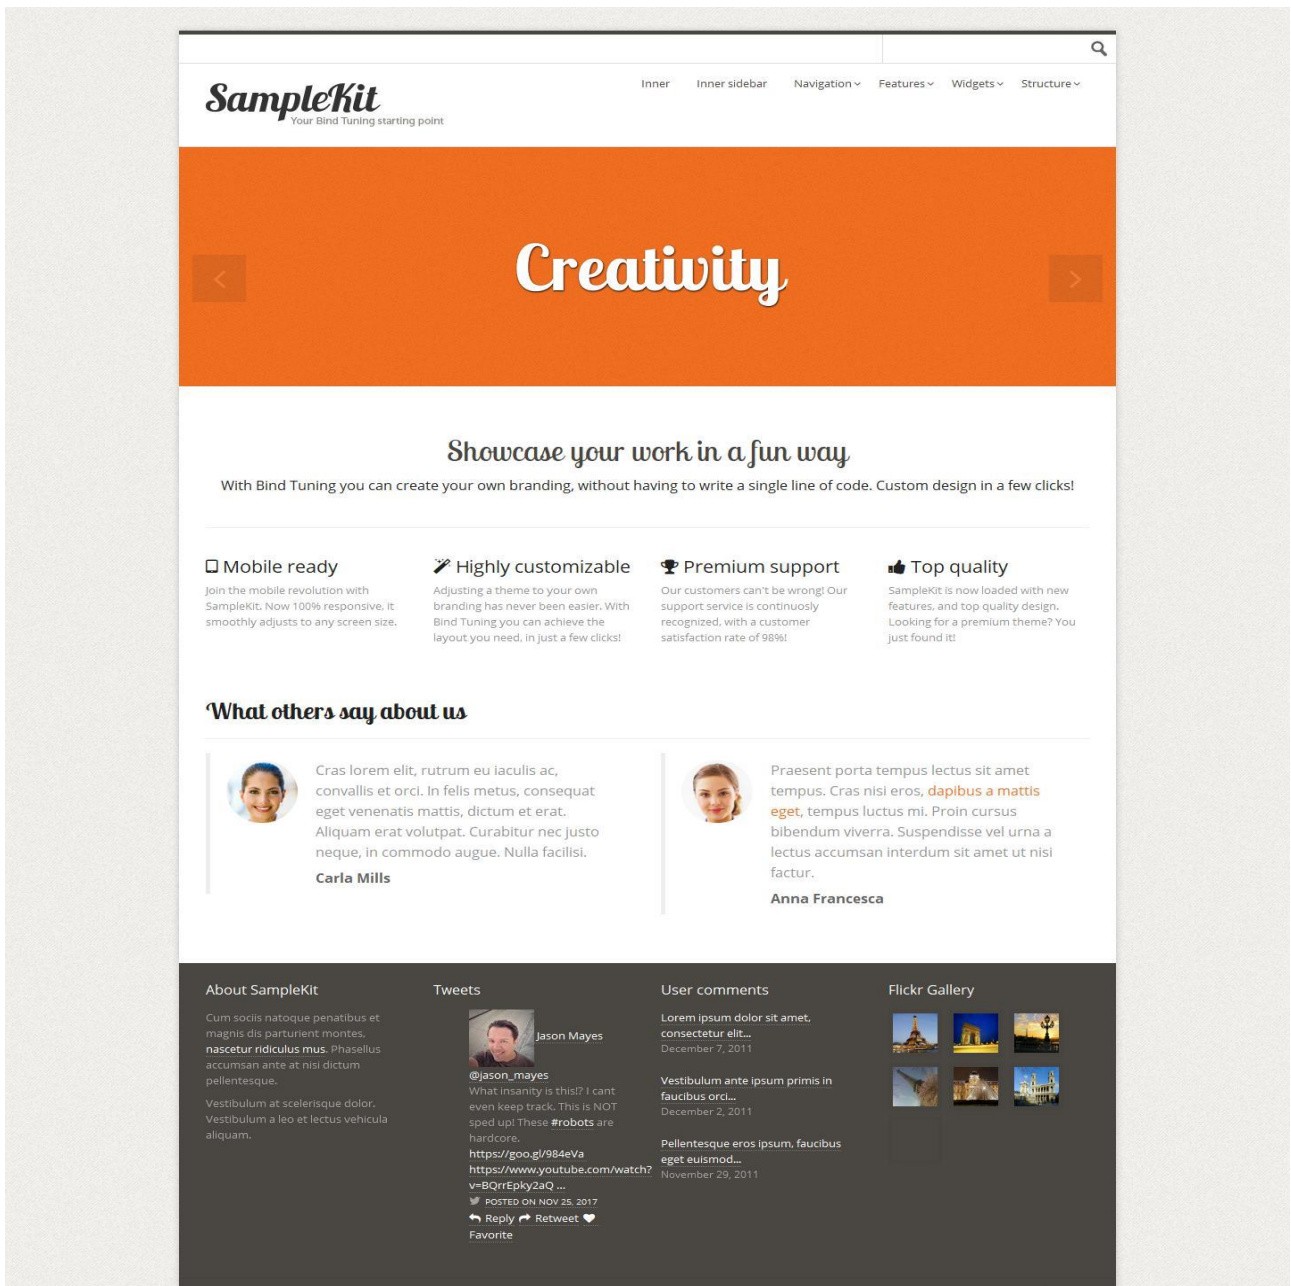 SampleKit
Your Bind Tuning starting point
Inner Inner sidebar Navigation Features Widgets Structure
Creativity
Showcase your work in a fun way
With Bind Tuning you can create your own branding, without having to write a single line of code. Custom design in a few clicks!
Mobile ready
Join the mobile revolution with
SampleKit. Now 100% responsive, it
smoothly adjusts to any screen size.
Highly customizable
Adjusting a theme to your own
branding has never been easier. With
Bind Tuning you can achieve the
layout you need, in just a few clicks!
Premium support
Our customers can't be wrong! Our
support service is continuosly
recognized, with a customer
satisfaction rate of 98%!
Top quality
SampleKit is now loaded with new
features, and top quality design.
Looking for a premium theme? You
just found it!
What others say about us
Cras lorem elit, rutrum eu iaculis ac,
convallis et orci. In felis metus, consequat
eget venenatis mattis, dictum et erat.
Aliquam erat volutpat. Curabitur nec justo
neque, in commodo augue. Nulla facilisi.
Carla Mills
Praesent porta tempus lectus sit amet
tempus. Cras nisi eros, dapibus a mattis
eget, tempus luctus mi. Proin cursus
bibendum viverra. Suspendisse vel urna a
lectus accumsan interdum sit amet ut nisi
factur.
Anna Francesca
About SampleKit
Cum sociis natoque penatibus et
magnis dis parturient montes,
nascetur ridiculus mus. Phasellus
accumsan ante at nisi dictum
pellentesque.
Vestibulum at scelerisque dolor.
Vestibulum a leo et lectus vehicula
aliquam.
Tweets
Jason Mayes
@jason_mayes
What insanity is this!? I cant
even keep track. This is NOT
sped up! These #robots are
hardcore.
https://goo.gl/984eVa
https://www.youtube.com/watch?
v=BQrrEpky2aQ ...
POSTED ON NOV 25, 2017
Reply Retweet
Favorite
User comments
Lorem ipsum dolor sit amet,
consectetur elit...
December 7, 2011
Vestibulum ante ipsum primis in
faucibus orci...
December 2, 2011
Pellentesque eros ipsum, faucibus
eget euismod...
November 29, 2011
Flickr Gallery